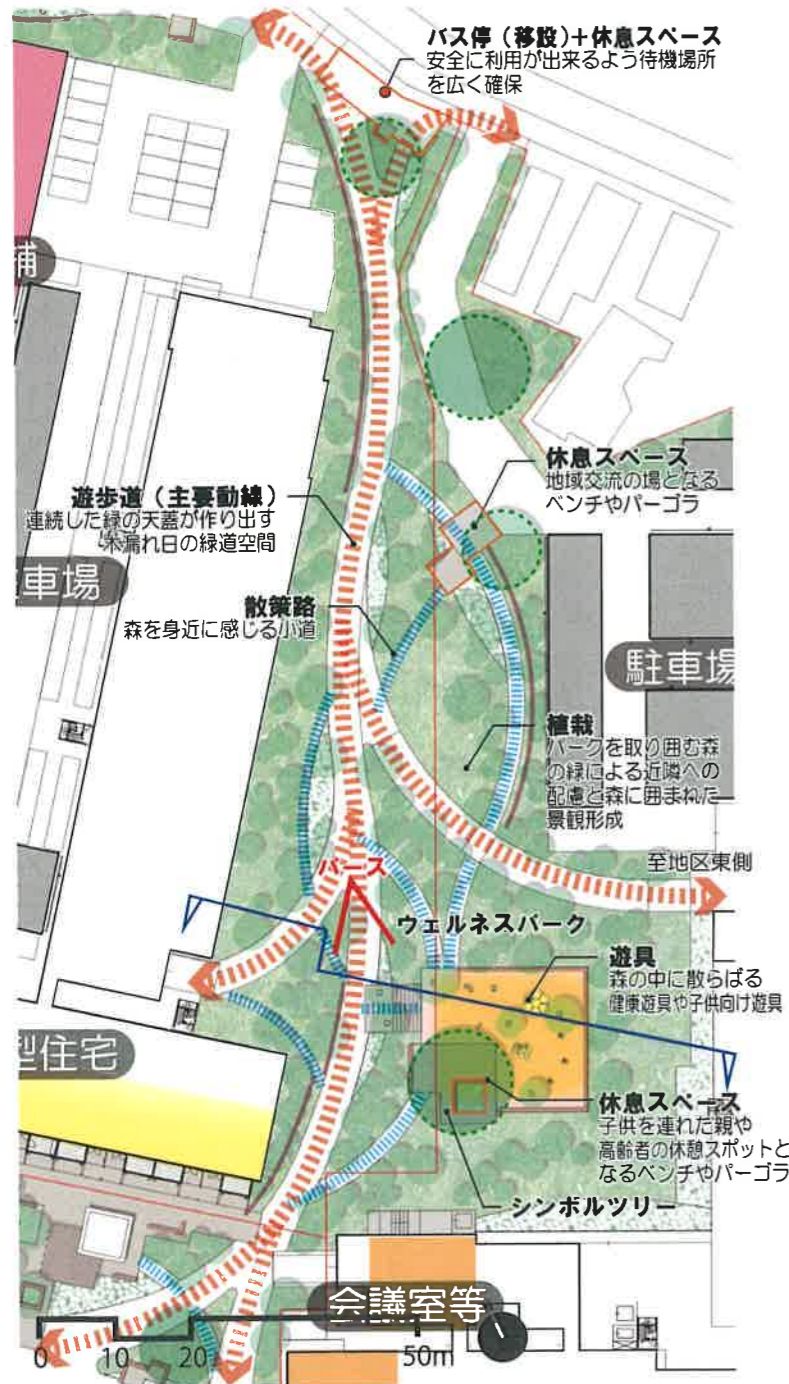 バス停（移設）+休息スペース
安全に利用が出来るよう待機場所
を広く確保
舗
休息スペース
地域交流の場となる
ベンチやパーゴラ
遊歩道（主要動線）
連続した緑の天蓋が作り出す
木漏れ日の緑道空間
車場
散策路
森を身近に感じる小道
駐車場
植栽
パークを取り囲む森
の緑による近隣への
配慮と森に囲まれた
景観形成
至地区東側
パース
ウェルネスパーク
遊具
森の中に散らばる
健康遊具や子供向け遊具
型住宅
休息スペース
子供を連れた親や
高齢者の休憩スポットと
なるベンチやパーゴラ
シンボルツリー
会議室等
0 10 20 50m